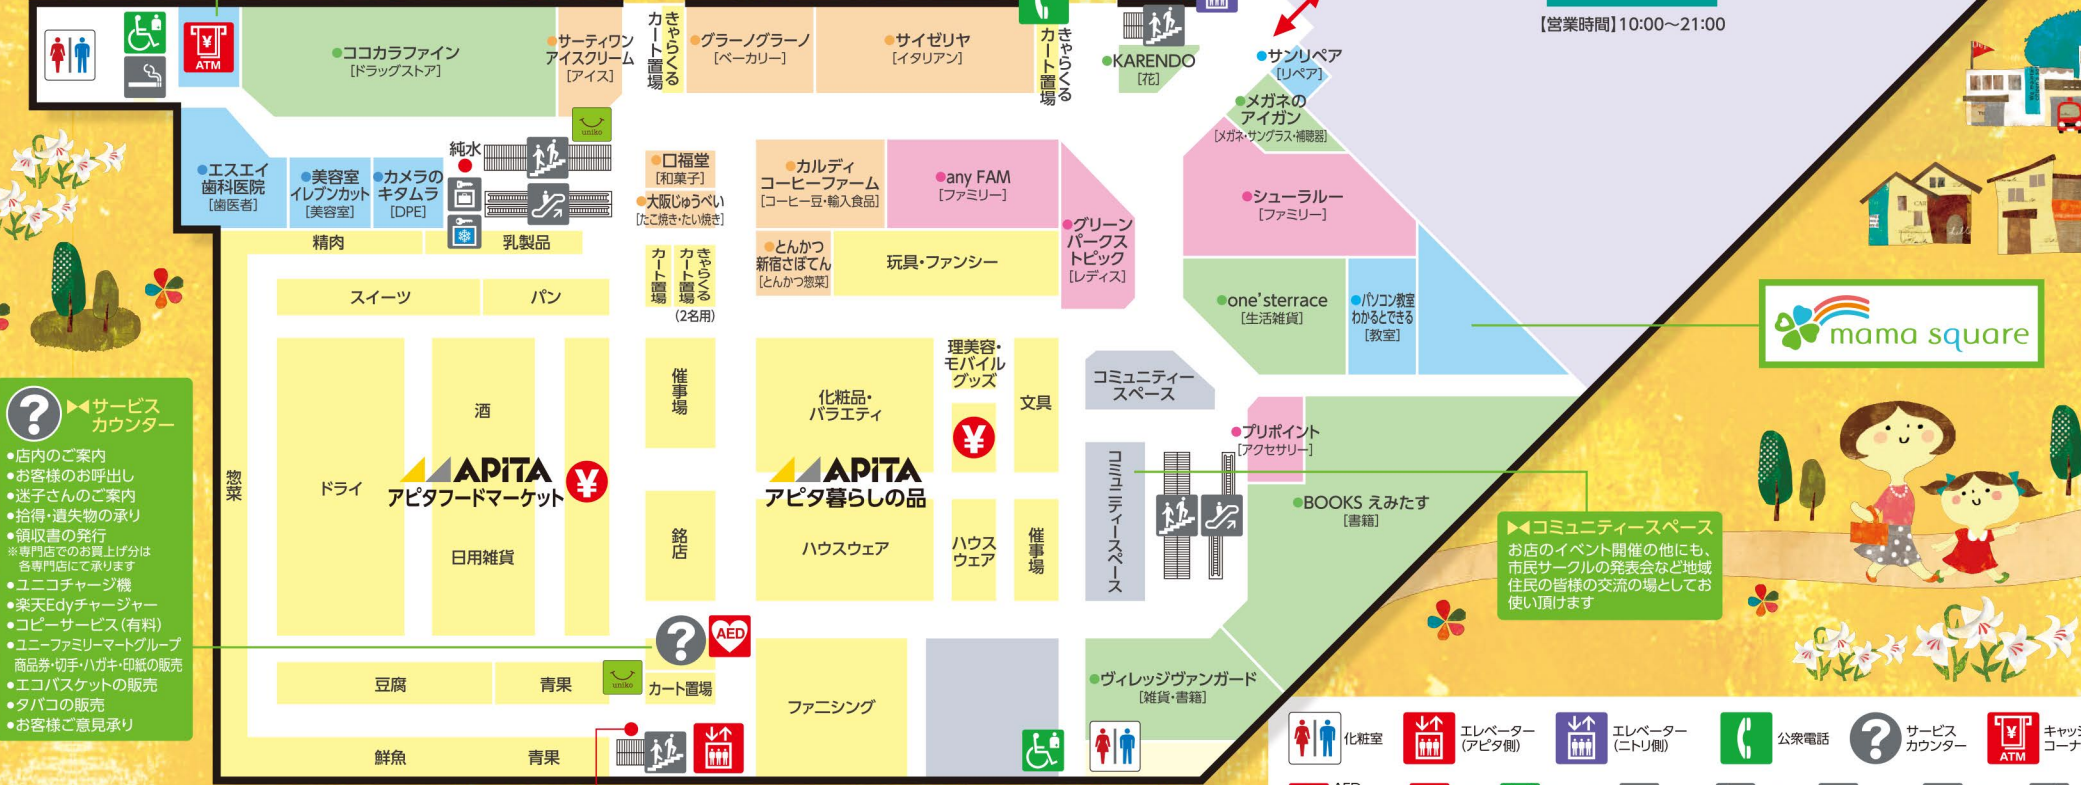 【営業時間】10:00〜21:00
ATM
●ココカラファイン
[ドラッグストア]
●サーティワン
アイスクリーム
[アイス]
きゃらくる
カート置場
●グラーノグラーノ
[ベーカリー]
●サイゼリヤ
[イタリアン]
きゃらくる
カート置場
●KARENDO
[花]
●サンリペア
[リペア]
●メガネの
アイガン
[メガネ・サングラス・補聴器]
uniko
●エスエイ
歯科医院
[歯医者]
●美容室
イレブンカット
[美容室]
●カメラの
キタムラ
[DPE]
純水
●口福堂
[和菓子]
●大阪じゅうべい
[たこ焼き・たい焼き]
●カルディ
コーヒーファーム
[コーヒー豆・輸入食品]
●any FAM
[ファミリー]
●グリーン
パークス
トピック
[レディス]
●シューラルー
[ファミリー]
精肉
乳製品
カート置場
きゃらくる
カート置場
(2名用)
●とんかつ
新宿さぼてん
[とんかつ惣菜]
玩具・ファンシー
スイーツ
パン
●one'sterrace
[生活雑貨]
●パソコン教室
わかるとできる
[教室]
mama square
催事場
理美容・
モバイル
グッズ
化粧品・
バラエティ
文具
コミュニティー
スペース
●プリポイント
[アクセサリー]
?
サービス
カウンター
●店内のご案内
●お客様のお呼出し
●迷子さんのご案内
●拾得・遺失物の承り
●領収書の発行
※専門店でのお買上げ分は
各専門店にて承ります
●ユニコチャージ機
●楽天Edyチャージャー
●コピーサービス(有料)
●ユニーファミリーマートグループ
商品券・切手・ハガキ・印紙の販売
●エコバスケットの販売
●タバコの販売
●お客様ご意見承り
惣菜
ドライ
酒
APiTA
アピタフードマーケット
¥
日用雑貨
銘店
APiTA
アピタ暮らしの品
¥
ハウスウェア
ハウス
ウェア
催事場
コミュニティースペース
●BOOKS えみたす
[書籍]
コミュニティースペース
お店のイベント開催の他にも、
市民サークルの発表会など地域
住民の皆様の交流の場としてお
使い頂けます
?
AED
豆腐
青果
uniko
カート置場
ファニシング
●ヴィレッジヴァンガード
[雑貨・書籍]
鮮魚
青果
化粧室
エレベーター
(アピタ側)
エレベーター
(ニトリ側)
公衆電話
?
サービス
カウンター
ATM
キャッシ
コーナ
AED